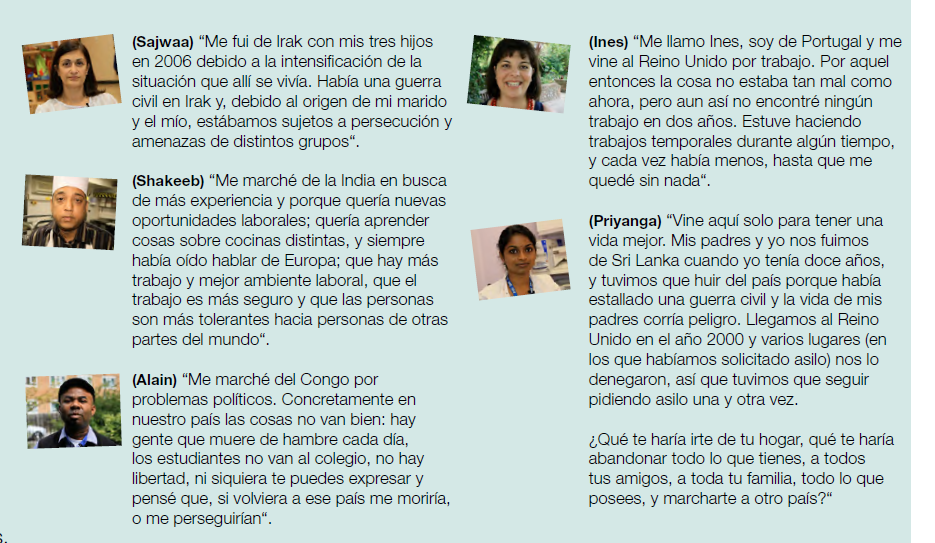 (Sajwaa) “Me fui de Irak con mis tres hijos
en 2006 debido a la intensificación de la
situación que allí se vivía. Había una guerra
civil en Irak y, debido al origen de mi marido
y el mío, estábamos sujetos a persecución y
amenazas de distintos grupos“.
(Shakeeb) “Me marché de la India en busca
de más experiencia y porque quería nuevas
oportunidades laborales; quería aprender
cosas sobre cocinas distintas, y siempre
había oído hablar de Europa; que hay más
trabajo y mejor ambiente laboral, que el
trabajo es más seguro y que las personas
son más tolerantes hacia personas de otras
partes del mundo“.
(Alain) “Me marché del Congo por
problemas políticos. Concretamente en
nuestro país las cosas no van bien: hay
gente que muere de hambre cada día,
los estudiantes no van al colegio, no hay
libertad, ni siquiera te puedes expresar y
pensé que, si volviera a ese país me moriría,
o me perseguirían“.
s.
(Ines) “Me llamo Ines, soy de Portugal y me
vine al Reino Unido por trabajo. Por aquel
entonces la cosa no estaba tan mal como
ahora, pero aun así no encontré ningún
trabajo en dos años. Estuve haciendo
trabajos temporales durante algún tiempo,
y cada vez había menos, hasta que me
quedé sin nada“.
(Priyanga) “Vine aquí solo para tener una
vida mejor. Mis padres y yo nos fuimos
de Sri Lanka cuando yo tenía doce años,
y tuvimos que huir del país porque había
estallado una guerra civil y la vida de mis
padres corría peligro. Llegamos al Reino
Unido en el año 2000 y varios lugares (en
los que habíamos solicitado asilo) nos lo
denegaron, así que tuvimos que seguir
pidiendo asilo una y otra vez.
¿Qué te haría irte de tu hogar, qué te haría
abandonar todo lo que tienes, a todos
tus amigos, a toda tu familia, todo lo que
posees, y marcharte a otro país?“